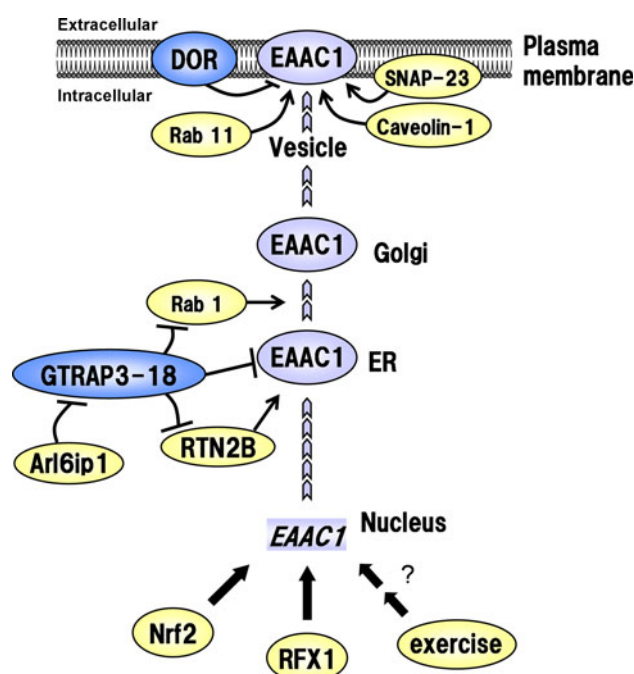 Extracellular
DOR
EAAC1
Plasma
membrane
Intracellular
SNAP-23
Rab 11
Caveolin-1
Vesicle
EAAC1
Golgi
Rab 1
EAAC1
ER
GTRAP3-18
RTN2B
Arl6ip1
EAAC1
Nucleus
?
Nrf2
RFX1
exercise